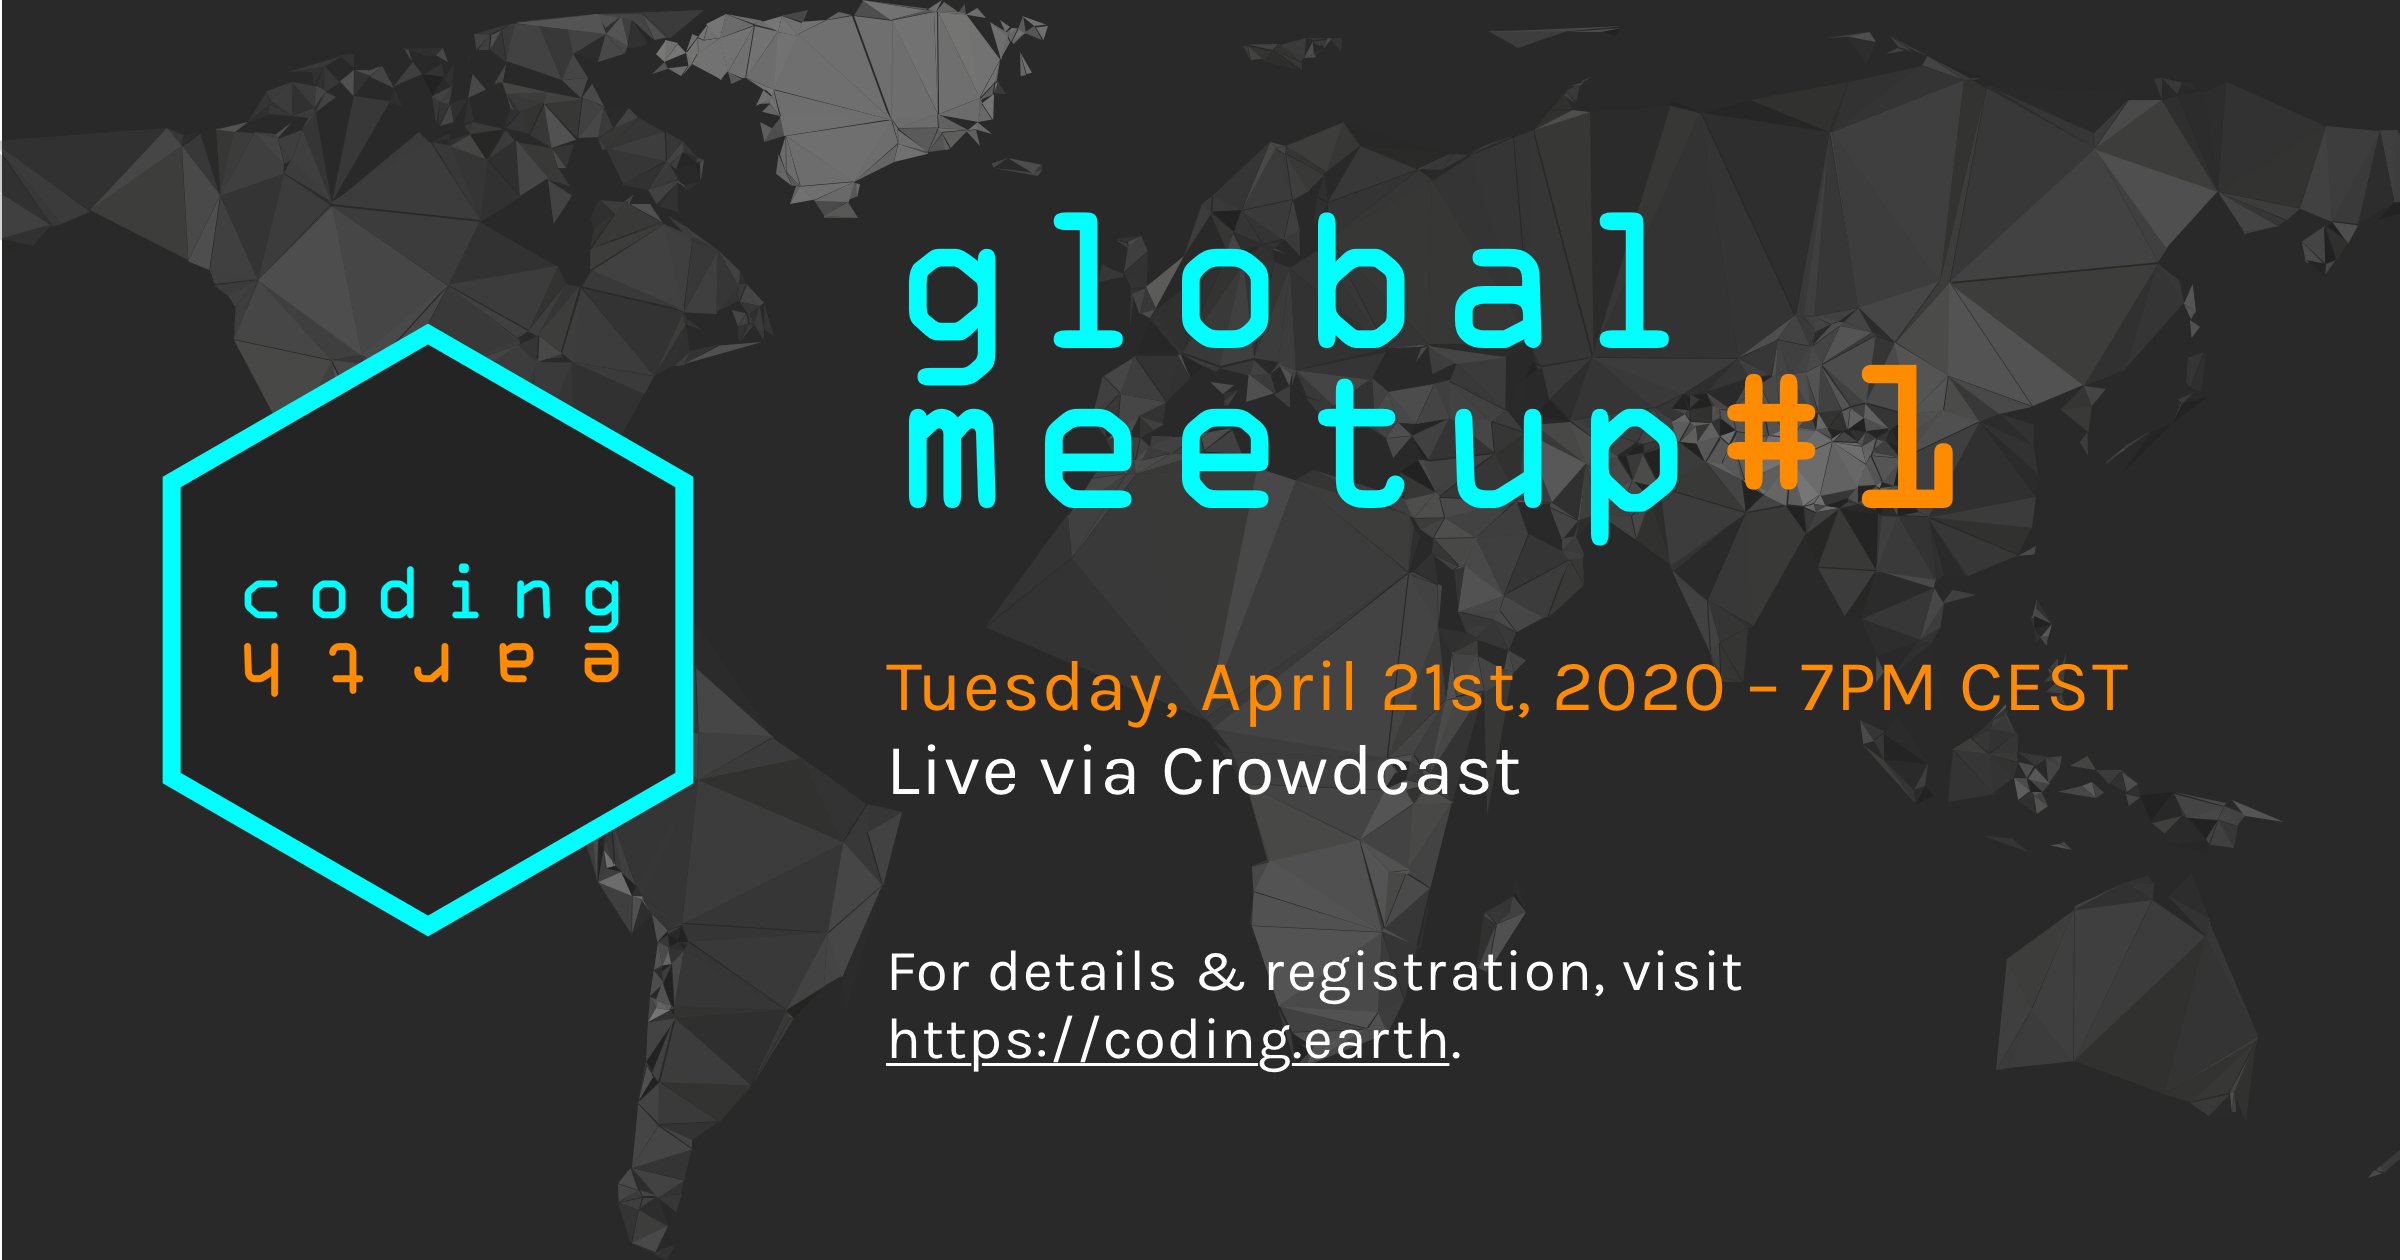 global
meetup#1
coding
earth
Tuesday, April 21st, 2020 – 7PM CEST
Live via Crowdcast
For details & registration, visit
https://coding.earth.